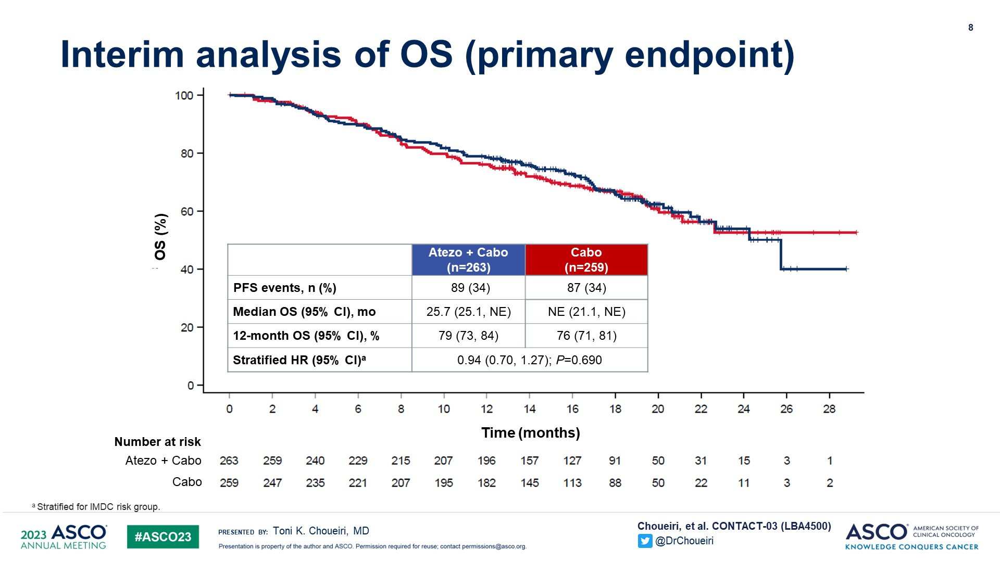 8
Interim analysis of OS (primary endpoint)
100
80
60
40
20
0
OS (%)
Atezo + Cabo (n=263) Cabo (n=259)
PFS events, n (%) 89 (34) 87 (34)
Median OS (95% CI), mo 25.7 (25.1, NE) NE (21.1, NE)
12-month OS (95% CI), % 79 (73, 84) 76 (71, 81)
Stratified HR (95% CI)ᵃ 0.94 (0.70, 1.27); P=0.690
0 2 4 6 8 10 12 14 16 18 20 22 24 26 28
Time (months)
Number at risk
Atezo + Cabo 263 259 240 229 215 207 196 157 127 91 50 31 15 3 1
Cabo 259 247 235 221 207 195 182 145 113 88 50 22 11 3 2
ᵃ Stratified for IMDC risk group.
2023 ASCO®
ANNUAL MEETING
#ASCO23
PRESENTED BY: Toni K. Choueiri, MD
Presentation is property of the author and ASCO. Permission required for reuse; contact permissions@asco.org.
Choueiri, et al. CONTACT-03 (LBA4500)
@DrChoueiri
ASCO® AMERICAN SOCIETY OF
CLINICAL ONCOLOGY
KNOWLEDGE CONQUERS CANCER